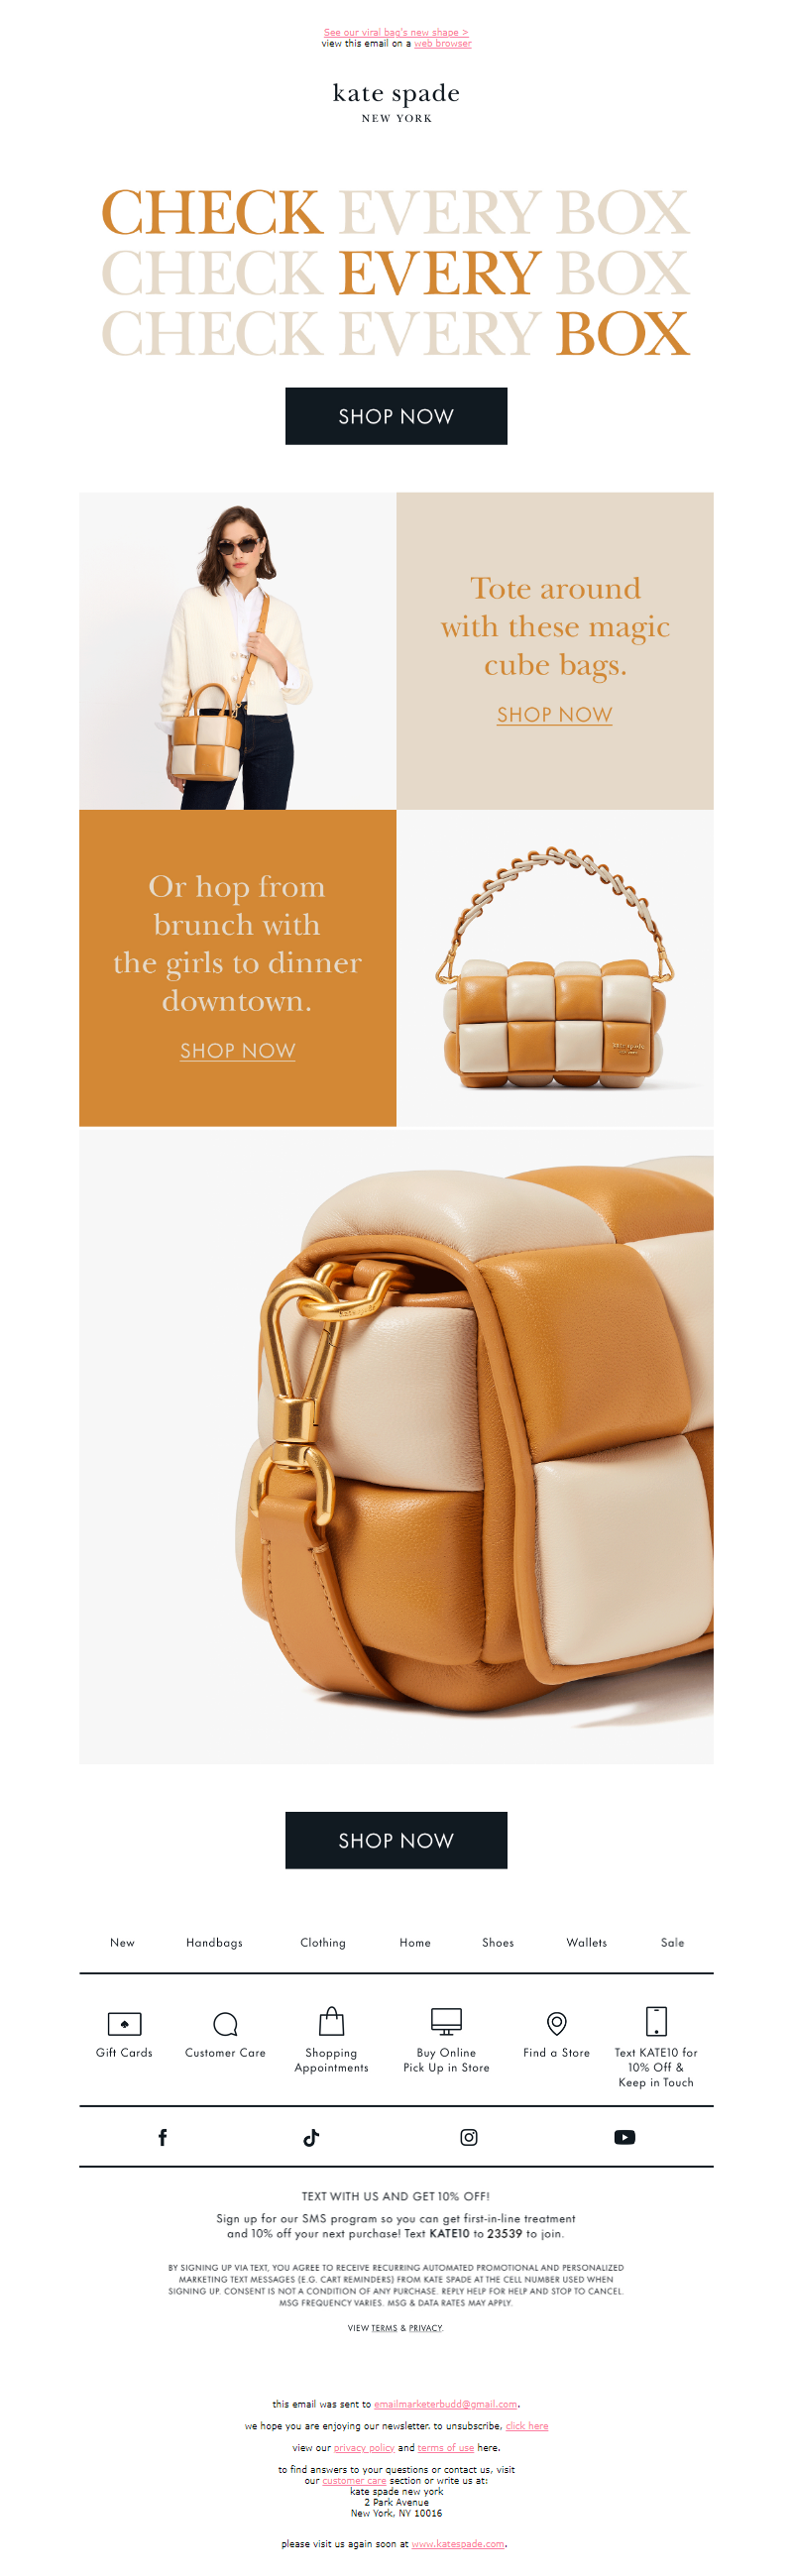 See our viral bag's new shape >
view this email on a web browser
kate spade
NEW YORK
CHECK EVERY BOX
CHECK EVERY BOX
CHECK EVERY BOX
SHOP NOW
Tote around
with these magic
cube bags.
SHOP NOW
Or hop from
brunch with
the girls to dinner
downtown.
SHOP NOW
kate spade
SHOP NOW
New Handbags Clothing Home Shoes Wallets Sale
Gift Cards
Customer Care
Shopping
Appointments
Buy Online
Pick Up in Store
Find a Store
Text KATE10 for
10% Off &
Keep in Touch
TEXT WITH US AND GET 10% OFF!
Sign up for our SMS program so you can get first-in-line treatment
and 10% off your next purchase! Text KATE10 to 23539 to join.
BY SIGNING UP VIA TEXT, YOU AGREE TO RECEIVE RECURRING AUTOMATED PROMOTIONAL AND PERSONALIZED
MARKETING TEXT MESSAGES (E.G. CART REMINDERS) FROM KATE SPADE AT THE CELL NUMBER USED WHEN
SIGNING UP. CONSENT IS NOT A CONDITION OF ANY PURCHASE. REPLY HELP FOR HELP AND STOP TO CANCEL.
MSG FREQUENCY VARIES. MSG & DATA RATES MAY APPLY.
VIEW TERMS & PRIVACY.
this email was sent to emailmarketerbudd@gmail.com.
we hope you are enjoying our newsletter. to unsubscribe, click here
view our privacy policy and terms of use here.
to find answers to your questions or contact us, visit
our customer care section or write us at:
kate spade new york
2 Park Avenue
New York, NY 10016
please visit us again soon at www.katespade.com.